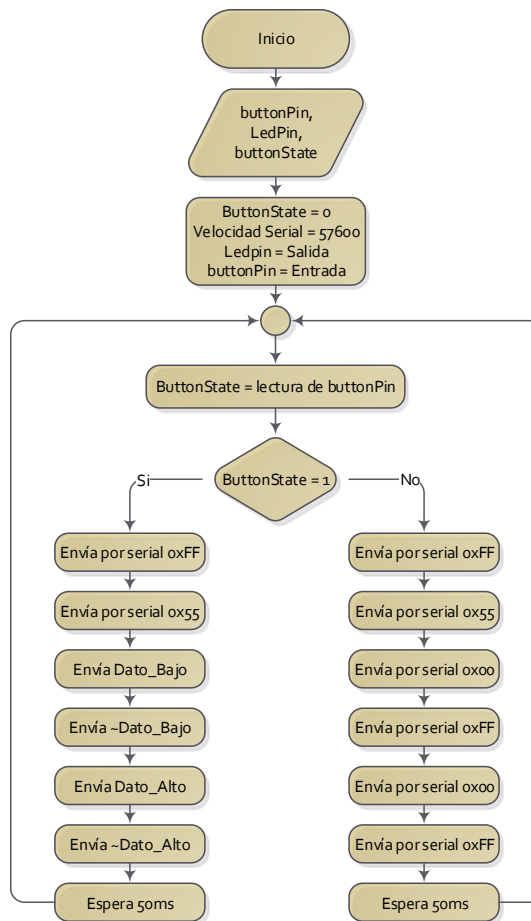 Inicio
buttonPin,
LedPin,
buttonState
ButtonState = 0
Velocidad Serial = 57600
Ledpin = Salida
buttonPin = Entrada
ButtonState = lectura de buttonPin
ButtonState = 1
Si
No
Envía por serial 0xFF
Envía por serial 0x55
Envía Dato_Bajo
Envía ~Dato_Bajo
Envía Dato_Alto
Envía ~Dato_Alto
Espera 50ms
Envía por serial 0xFF
Envía por serial 0x55
Envía por serial 0x00
Envía por serial 0xFF
Envía por serial 0x00
Envía por serial 0xFF
Espera 50ms